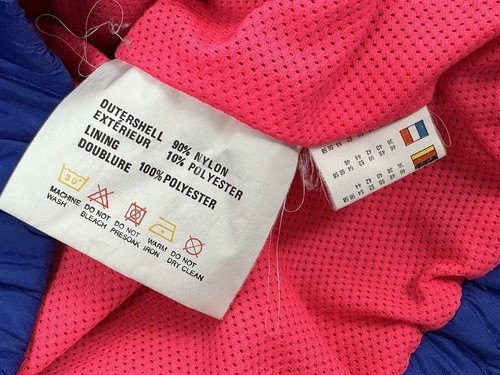 OUTERSHELL
EXTÉRIEUR 90% NYLON
10% POLYESTER
LINING
DOUBLURE 100% POLYESTER
30°
MACHINE WASH
DO NOT BLEACH
DO NOT PRESOAK
WARM IRON
DO NOT DRY CLEAN